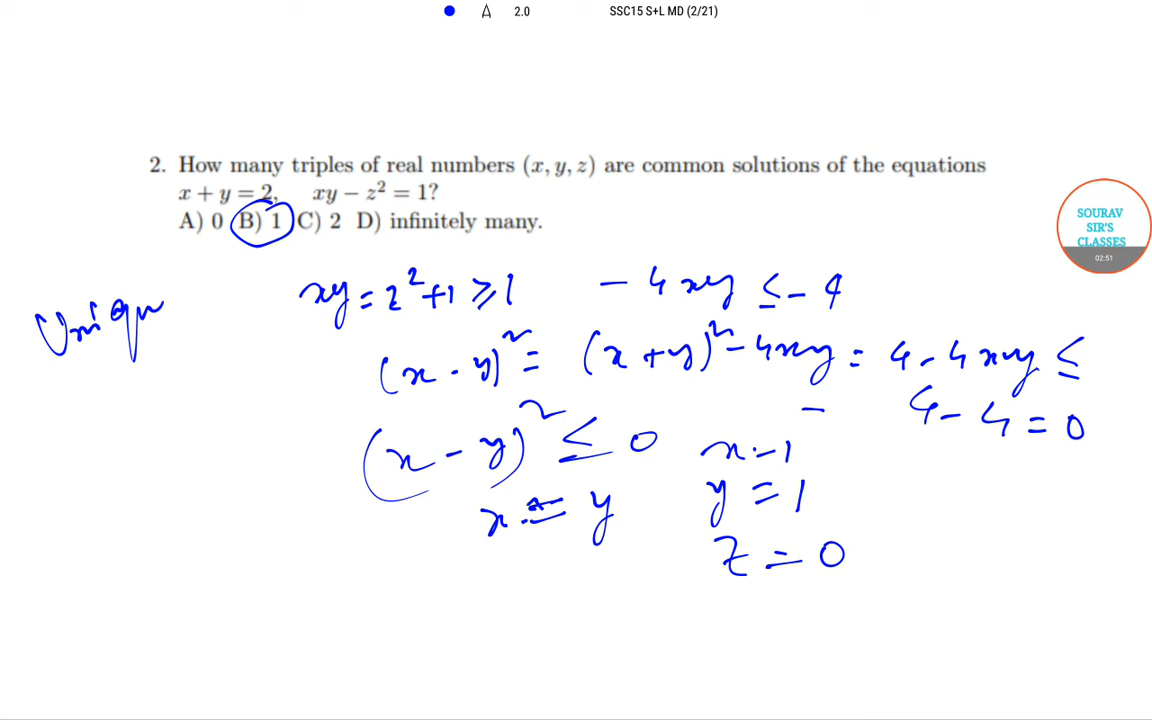 A 2.0 SSC15 S+L MD (2/21)
2. How many triples of real numbers (x, y, z) are common solutions of the equations
x + y = 2, xy − z² = 1?
A) 0 B) 1 C) 2 D) infinitely many.
SOURAV
SIR'S
CLASSES
02:51
xy = z² + 1 ≥ 1 − 4xy ≤ − 4
Uniqu
(x - y)² = (x + y)² − 4xy = 4 - 4xy ≤
4 - 4 = 0
(x - y)² ≤ 0
x = 1
x = y
y = 1
z = 0